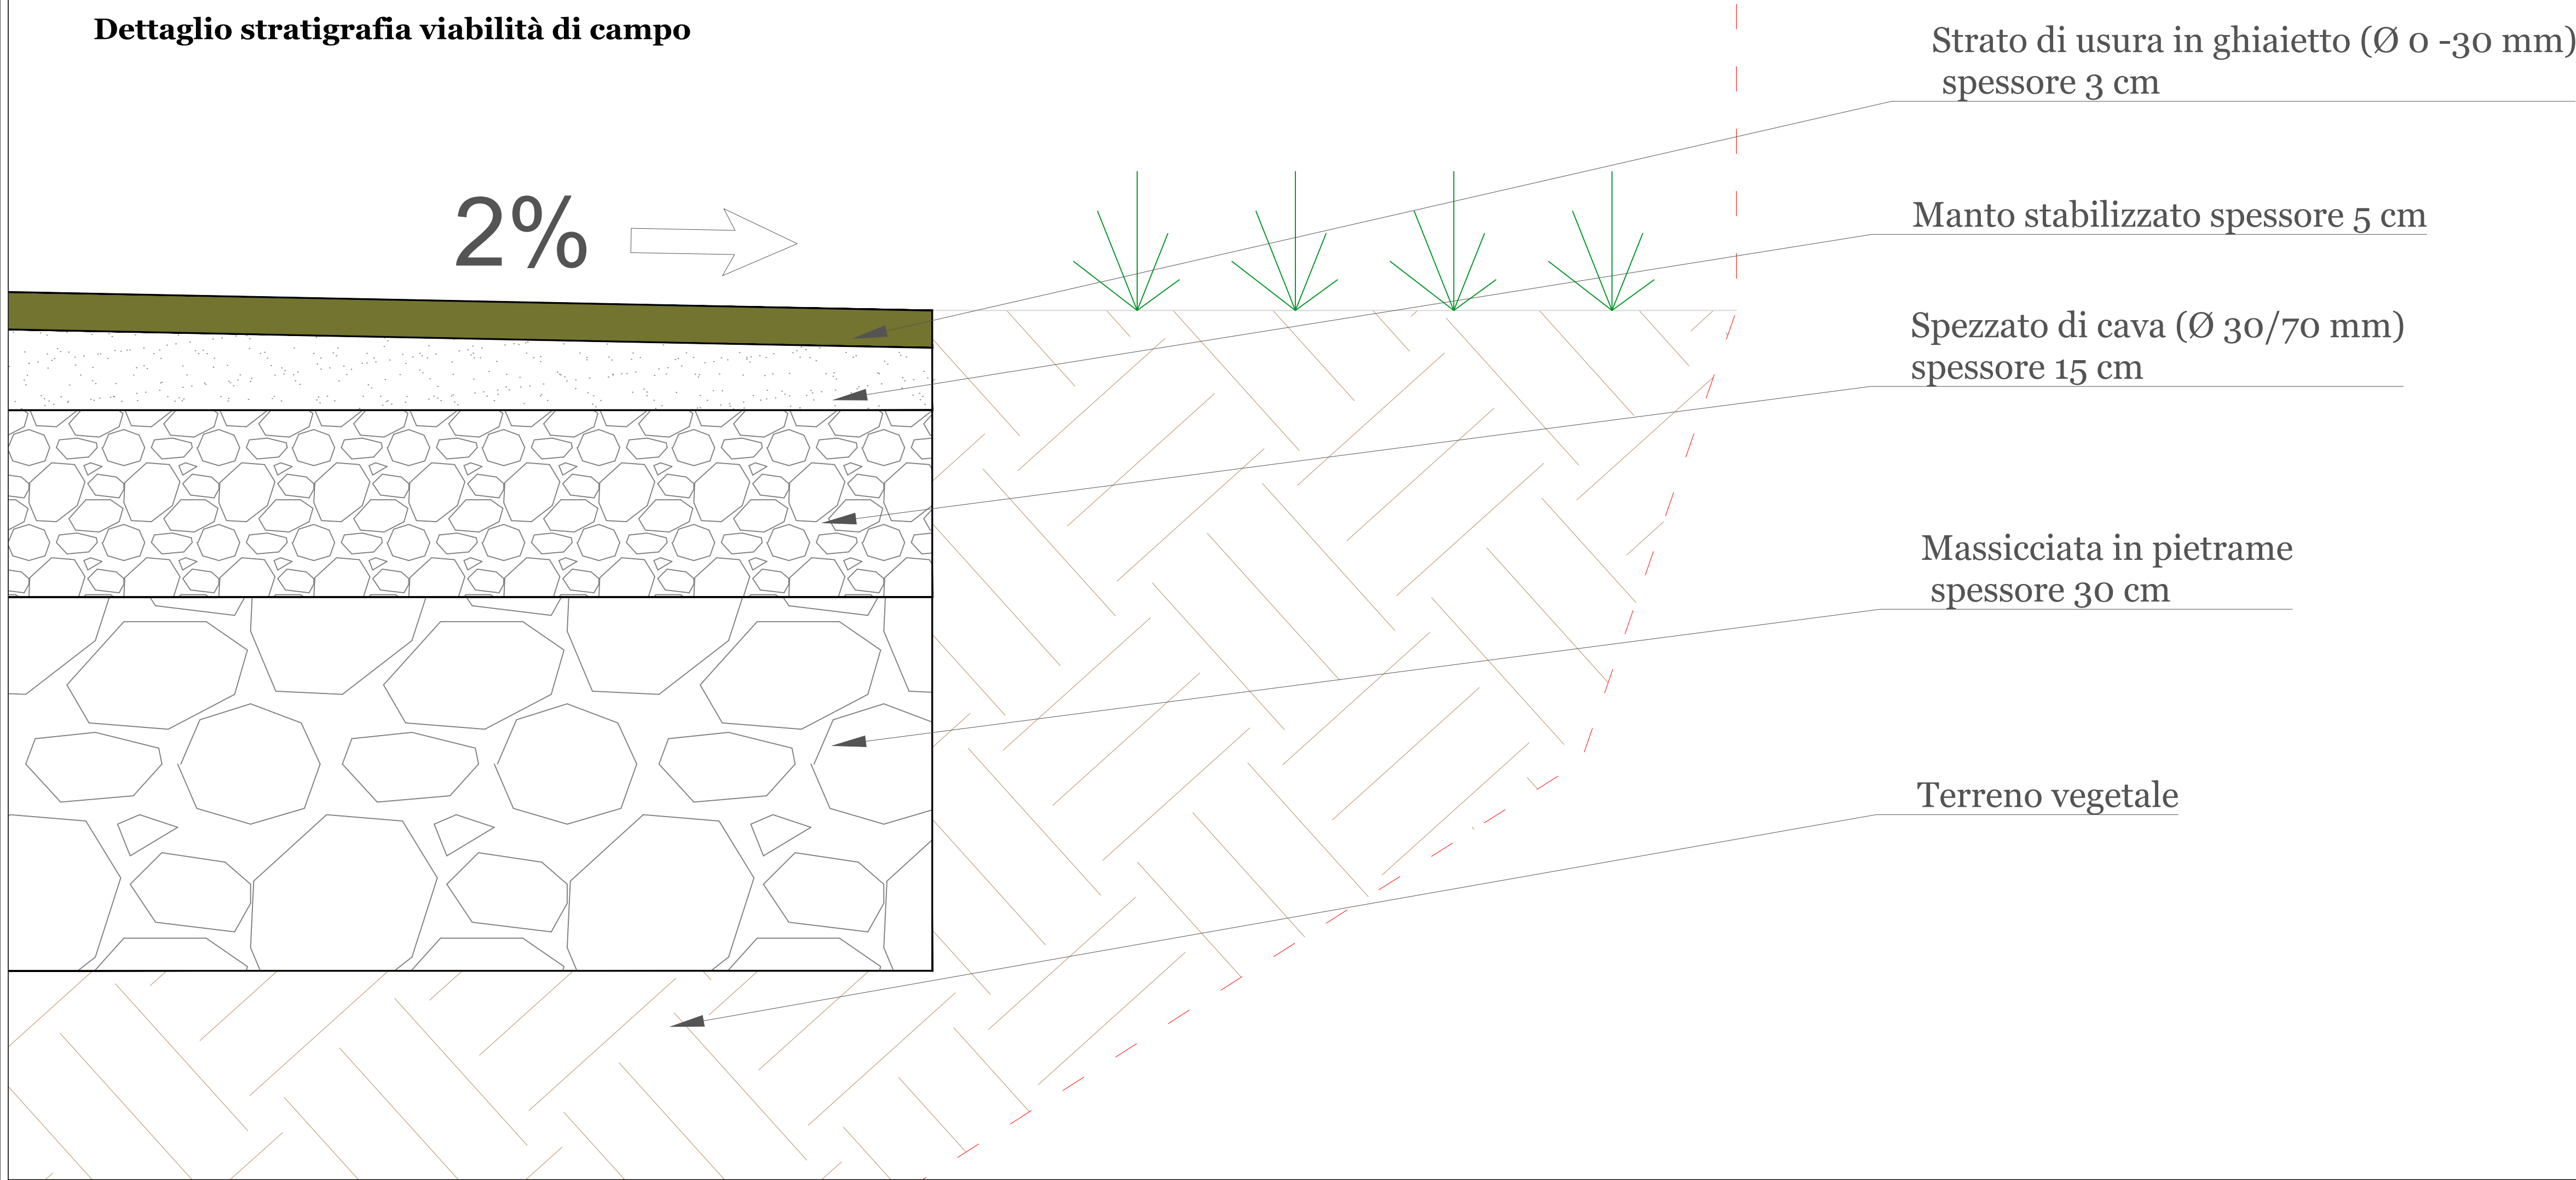 Dettaglio stratigrafia viabilità di campo
Strato di usura in ghiaietto (Ø 0 -30 mm)
spessore 3 cm
2%
Manto stabilizzato spessore 5 cm
Spezzato di cava (Ø 30/70 mm)
spessore 15 cm
Massicciata in pietrame
spessore 30 cm
Terreno vegetale